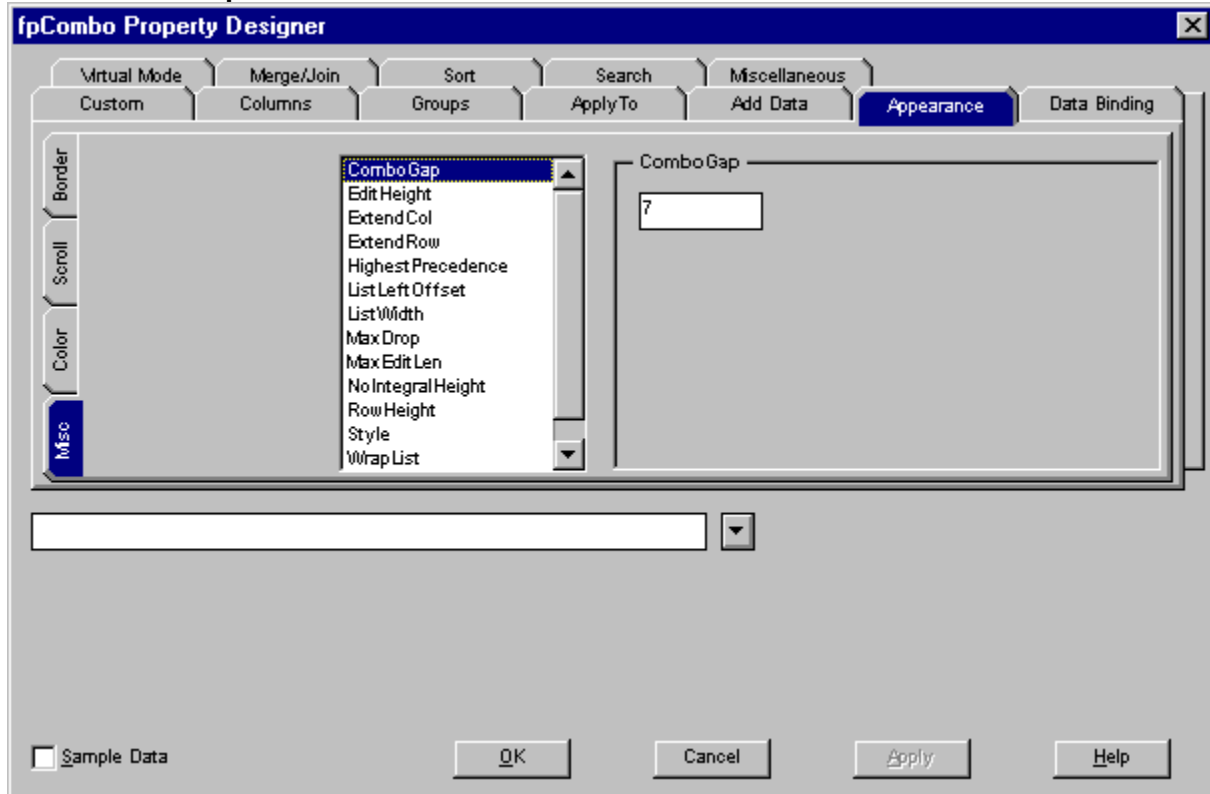 fpCombo Property Designer
Virtual Mode Merge/Join Sort Search Miscellaneous
Custom Columns Groups ApplyTo Add Data Appearance Data Binding
Border
Scroll
Color
Misc
ComboGap
EditHeight
ExtendCol
ExtendRow
HighestPrecedence
ListLeftOffset
ListWidth
MaxDrop
MaxEditLen
NoIntegralHeight
RowHeight
Style
WrapList
ComboGap
7
Sample Data
OK
Cancel
Apply
Help